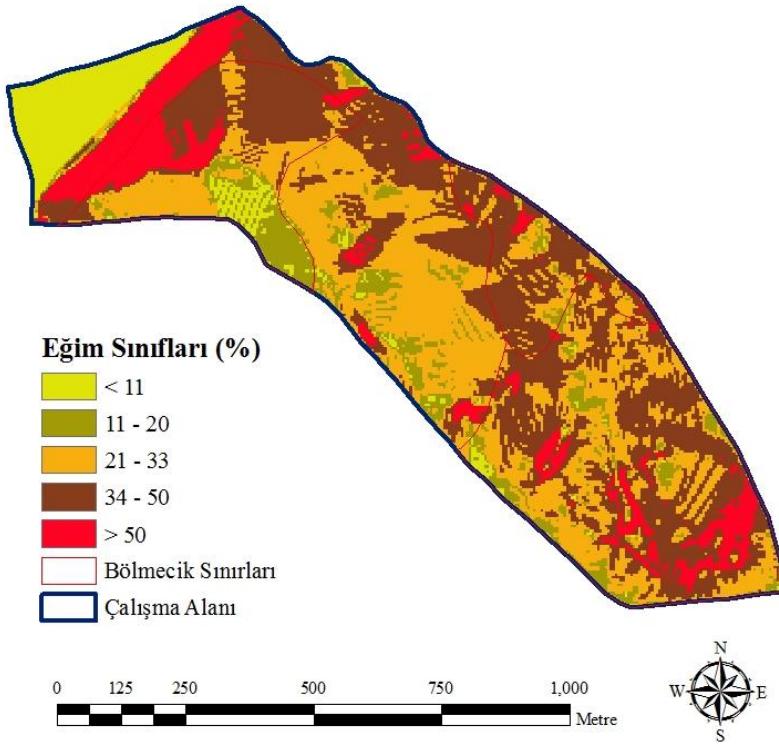 Eğim Sınıfları (%)
< 11
11 - 20
21 - 33
34 - 50
> 50
Bölmecik Sınırları
Çalışma Alanı
0 125 250 500 750 1,000
Metre
N
W E
S